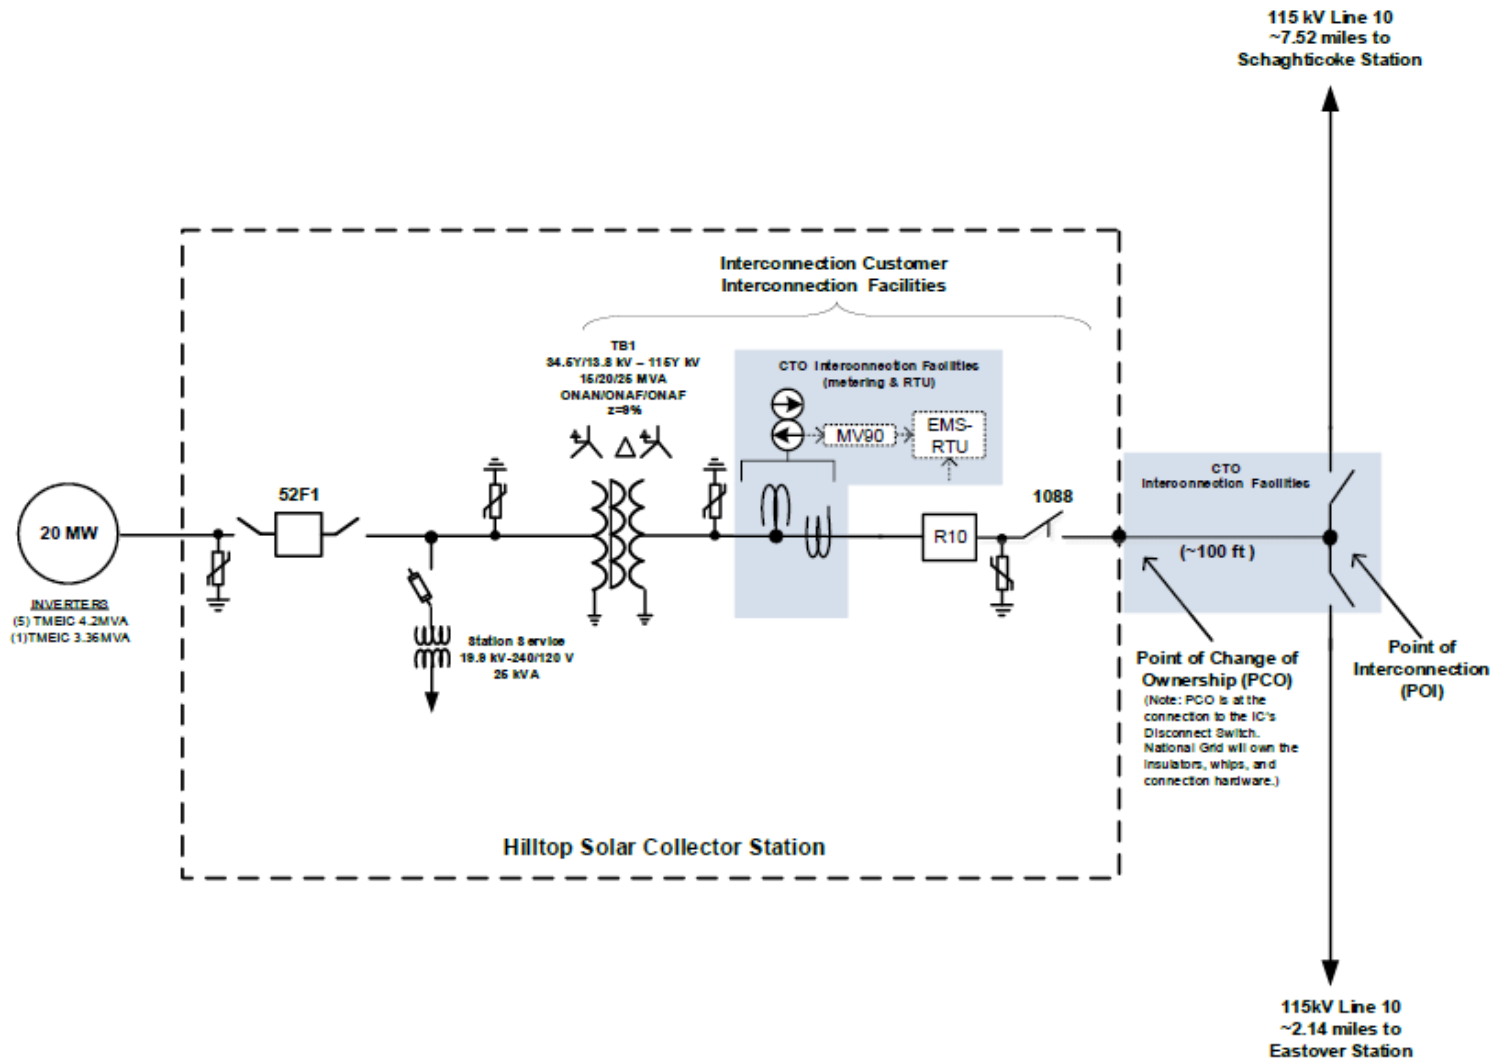 115 kV Line 10
~7.52 miles to
Schaghticoke Station
Interconnection Customer
Interconnection Facilities
TB1
34.5Y/13.8 kV – 115Y kV
15/20/25 MVA
ONAN/ONAF/ONAF
z=9%
CTO Interconnection Facilities
(metering & RTU)
MV90
EMS-
RTU
CTO
Interconnection Facilities
52F1
1088
20 MW
R10
(~100 ft )
INVERTERS
(5) TMEIC 4.2MVA
(1)TMEIC 3.36MVA
Station Service
19.9 kV-240/120 V
25 kVA
Point of Change of
Ownership (PCO)
(Note: PCO is at the
connection to the IC's
Disconnect Switch.
National Grid will own the
insulators, whips, and
connection hardware.)
Point of
Interconnection
(POI)
Hilltop Solar Collector Station
115kV Line 10
~2.14 miles to
Eastover Station